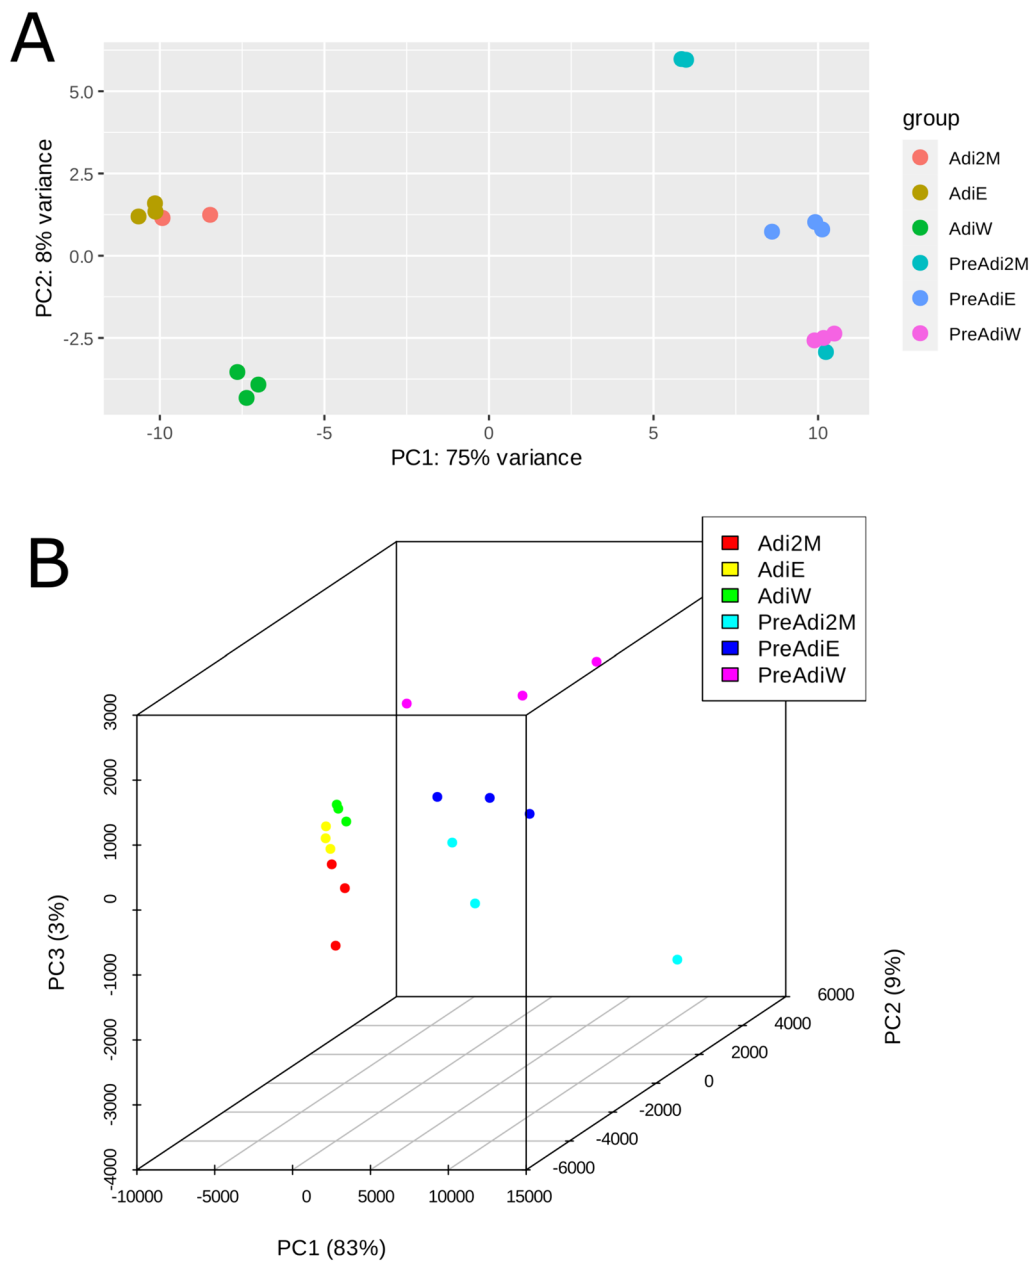 A
5.0
2.5
0.0
-2.5
PC2: 8% variance
-10
-5
0
5
10
PC1: 75% variance
group
Adi2M
AdiE
AdiW
PreAdi2M
PreAdiE
PreAdiW
B
Adi2M
AdiE
AdiW
PreAdi2M
PreAdiE
PreAdiW
3000
2000
1000
0
-1000
-2000
-3000
-4000
PC3 (3%)
-10000
-5000
0
5000
10000
15000
PC1 (83%)
6000
4000
2000
0
-2000
-4000
-6000
PC2 (9%)